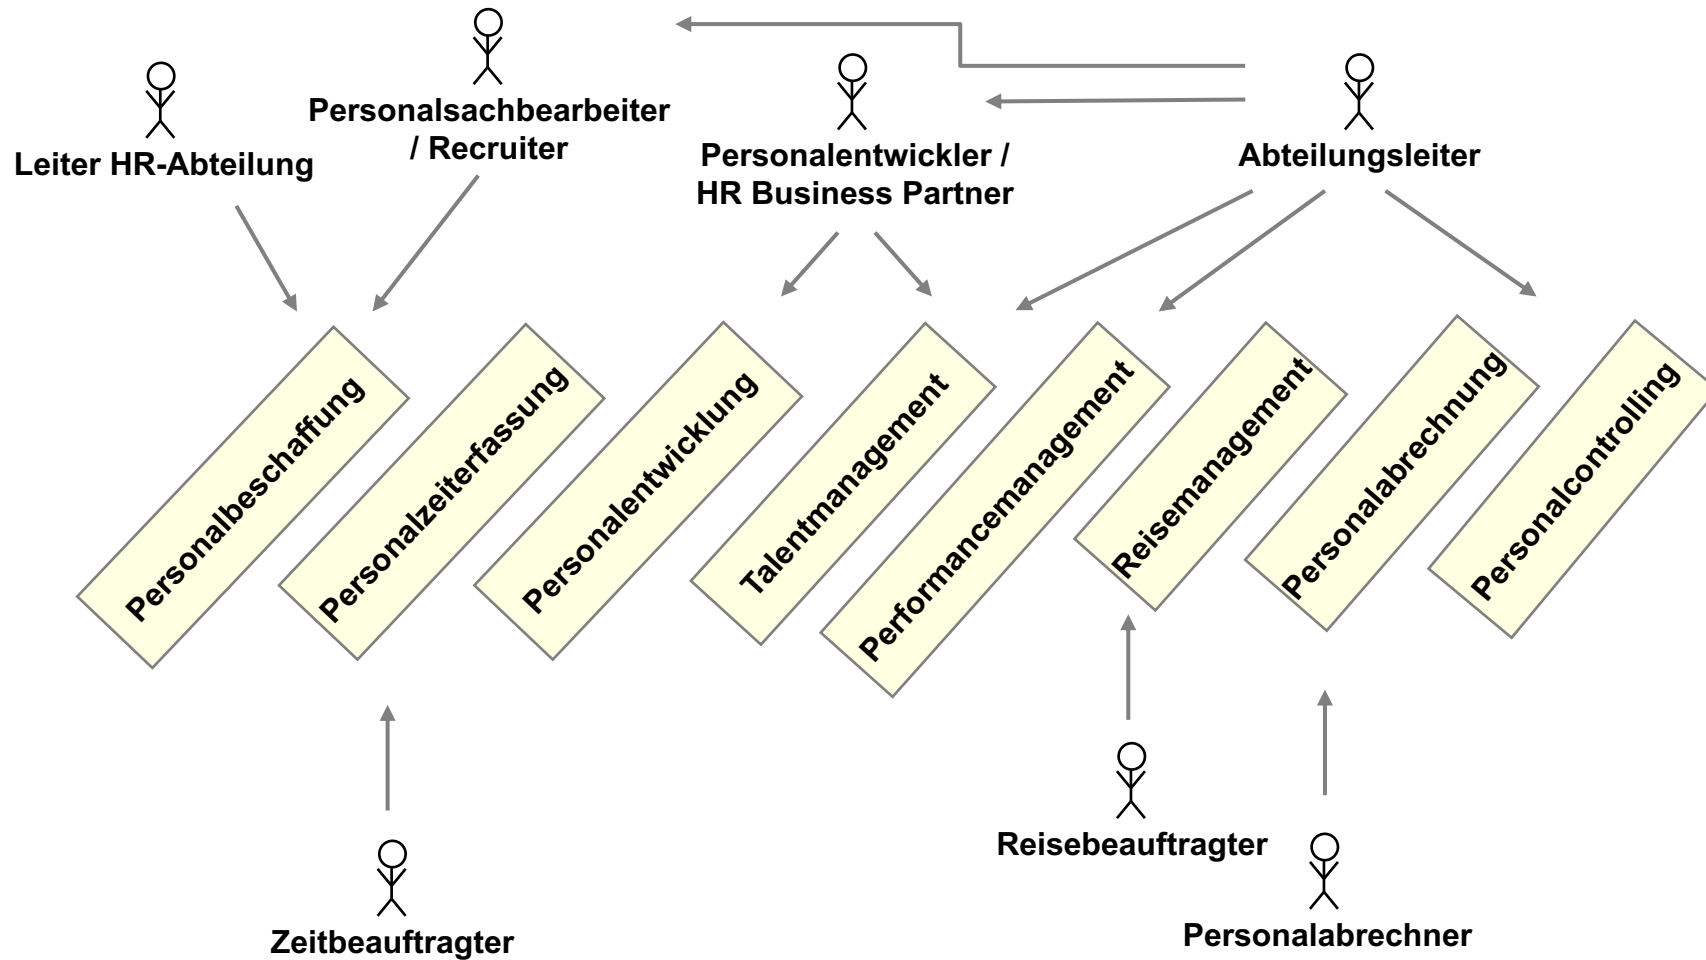 Leiter HR-Abteilung
Personalsachbearbeiter
/ Recruiter
Personalentwickler /
HR Business Partner
Abteilungsleiter
Personalbeschaffung
Personalzeiterfassung
Personalentwicklung
Talentmanagement
Performancemanagement
Reisemanagement
Personalabrechnung
Personalcontrolling
Zeitbeauftragter
Reisebeauftragter
Personalabrechner